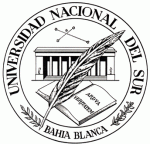 UNIVERSIDAD NACIONAL DEL SUR
BAHIA BLANCA